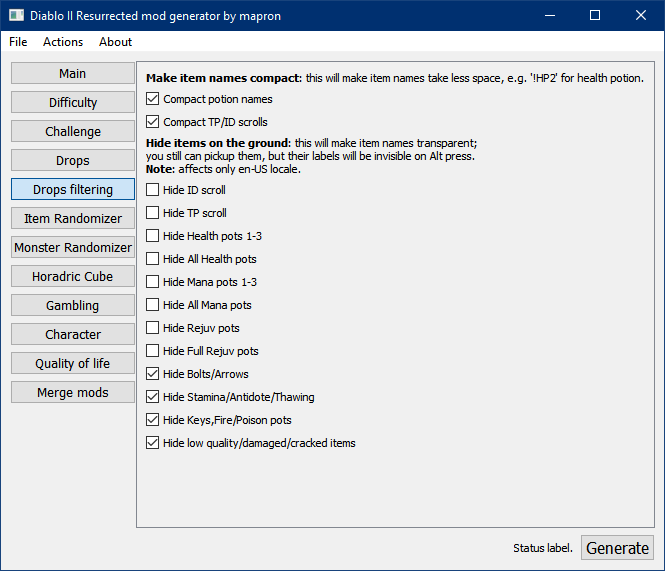 Diablo II Resurrected mod generator by mapron
File Actions About
Main
Difficulty
Challenge
Drops
Drops filtering
Item Randomizer
Monster Randomizer
Horadric Cube
Gambling
Character
Quality of life
Merge mods
Make item names compact: this will make item names take less space, e.g. '!HP2' for health potion.
Compact potion names
Compact TP/ID scrolls
Hide items on the ground: this will make item names transparent;
you still can pickup them, but their labels will be invisible on Alt press.
Note: affects only en-US locale.
Hide ID scroll
Hide TP scroll
Hide Health pots 1-3
Hide All Health pots
Hide Mana pots 1-3
Hide All Mana pots
Hide Rejuv pots
Hide Full Rejuv pots
Hide Bolts/Arrows
Hide Stamina/Antidote/Thawing
Hide Keys,Fire/Poison pots
Hide low quality/damaged/cracked items
Status label.
Generate